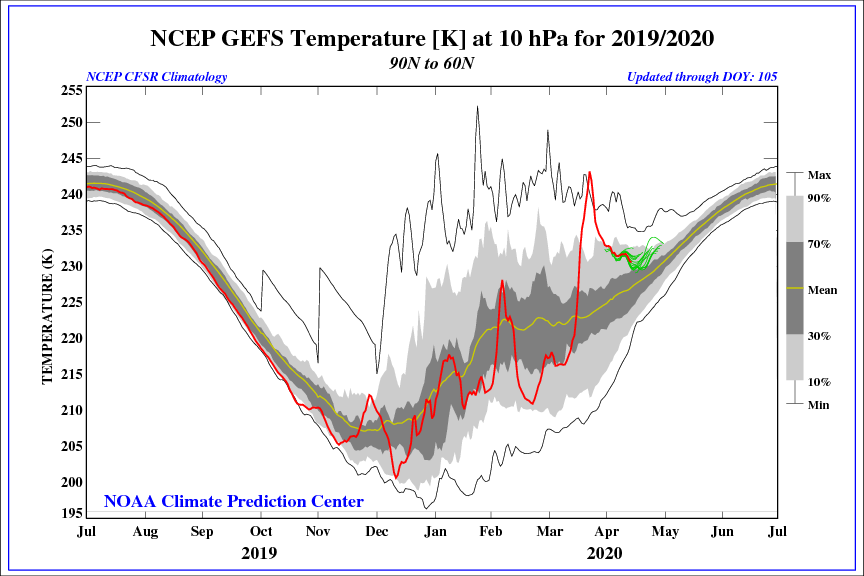 NCEP GEFS Temperature [K] at 10 hPa for 2019/2020
90N to 60N
NCEP CFSR Climatology
Updated through DOY: 105
TEMPERATURE (K)
255
250
245
240
235
230
225
220
215
210
205
200
195
Max
90%
70%
Mean
30%
10%
Min
NOAA Climate Prediction Center
Jul Aug Sep Oct Nov Dec Jan Feb Mar Apr May Jun Jul
2019 2020